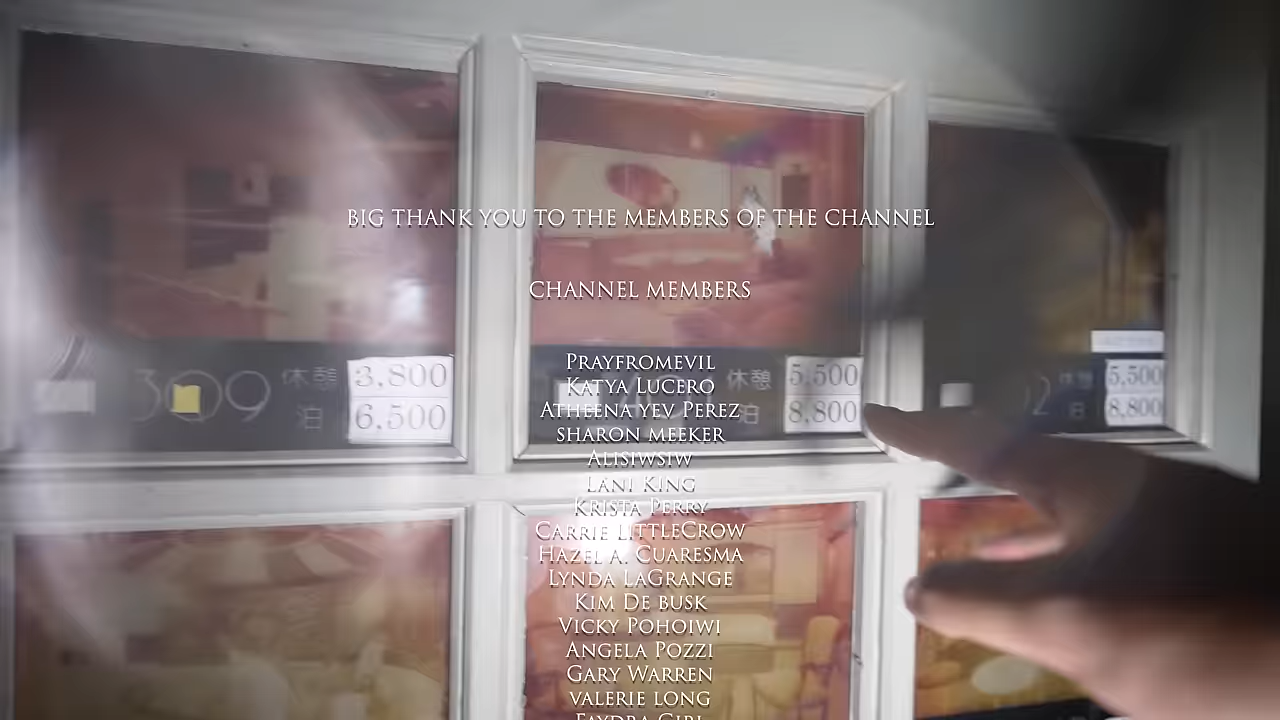 BIG THANK YOU TO THE MEMBERS OF THE CHANNEL
CHANNEL MEMBERS
PRAYFROMEVIL
KATYA LUCERO
ATHEENA YEV PEREZ
SHARON MEEKER
ALISIWSIW
LANI KING
KRISTA PERRY
CARRIE LITTLECROW
HAZEL A. CUARESMA
LYNDA LAGRANGE
KIM DE BUSK
VICKY POHOIWI
ANGELA POZZI
GARY WARREN
VALERIE LONG
FAYDRA GIRL
309 休憩 3,800
泊 6,500
休憩 5,500
泊 8,800
休憩 5,500
泊 8,800